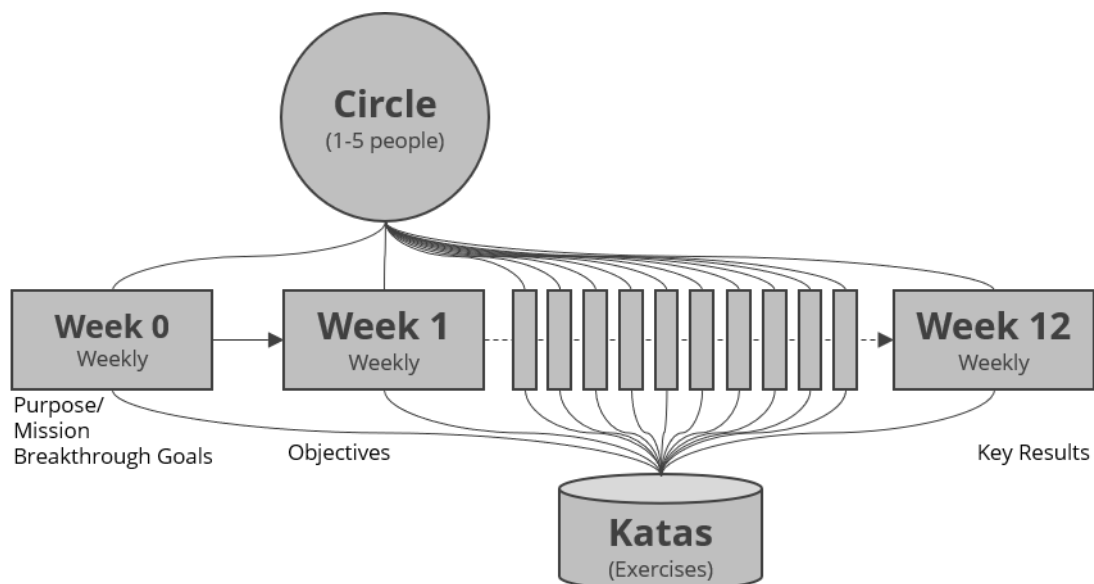 Circle
(1-5 people)
Week 0
Weekly
Week 1
Weekly
Week 12
Weekly
Purpose/
Mission
Breakthrough Goals
Objectives
Key Results
Katas
(Exercises)